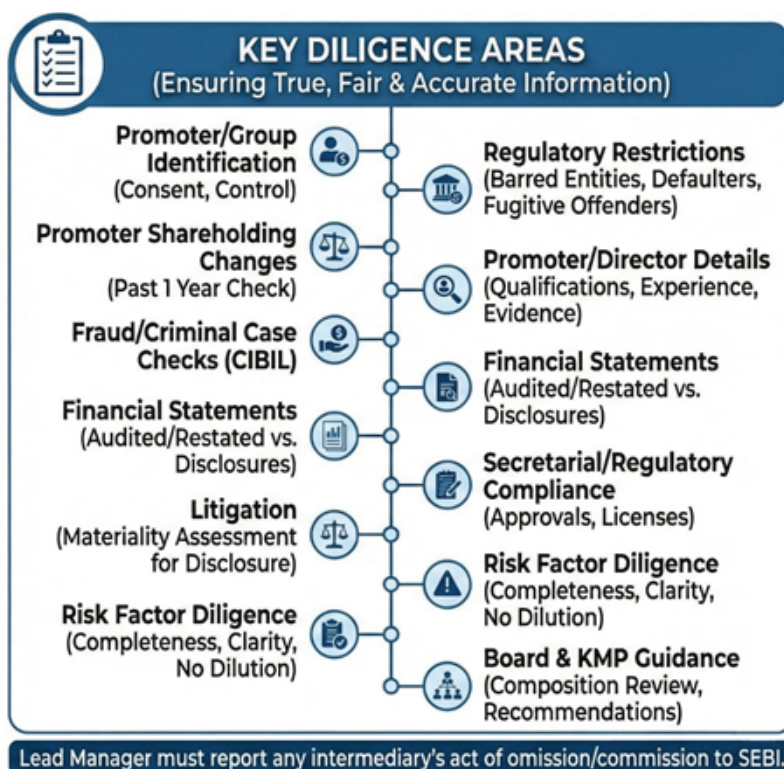 KEY DILIGENCE AREAS
(Ensuring True, Fair & Accurate Information)
Promoter/Group
Identification
(Consent, Control)
Promoter Shareholding
Changes
(Past 1 Year Check)
Fraud/Criminal Case
Checks (CIBIL)
Financial Statements
(Audited/Restated vs.
Disclosures)
Litigation
(Materiality Assessment
for Disclosure)
Risk Factor Diligence
(Completeness, Clarity,
No Dilution)
Regulatory Restrictions
(Barred Entities, Defaulters,
Fugitive Offenders)
Promoter/Director Details
(Qualifications, Experience,
Evidence)
Financial Statements
(Audited/Restated vs.
Disclosures)
Secretarial/Regulatory
Compliance
(Approvals, Licenses)
Risk Factor Diligence
(Completeness, Clarity,
No Dilution)
Board & KMP Guidance
(Composition Review,
Recommendations)
Lead Manager must report any intermediary's act of omission/commission to SEBI.